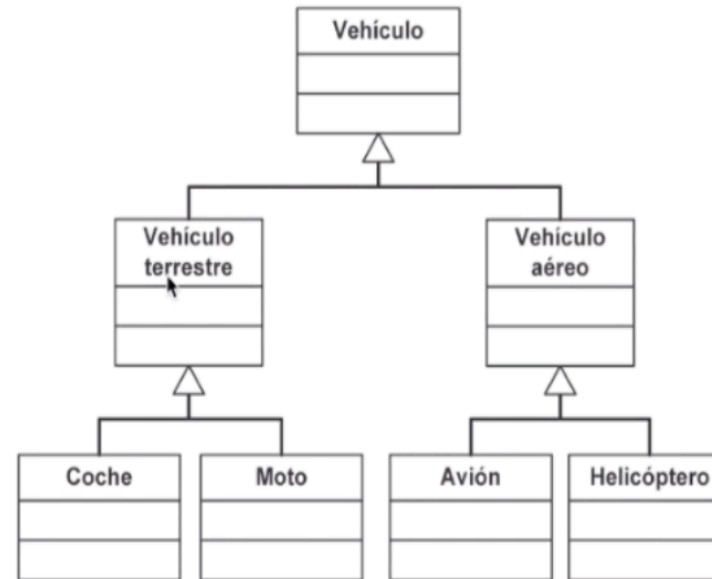 Vehículo
Vehículo
terrestre
Vehículo
aéreo
Coche
Moto
Avión
Helicóptero